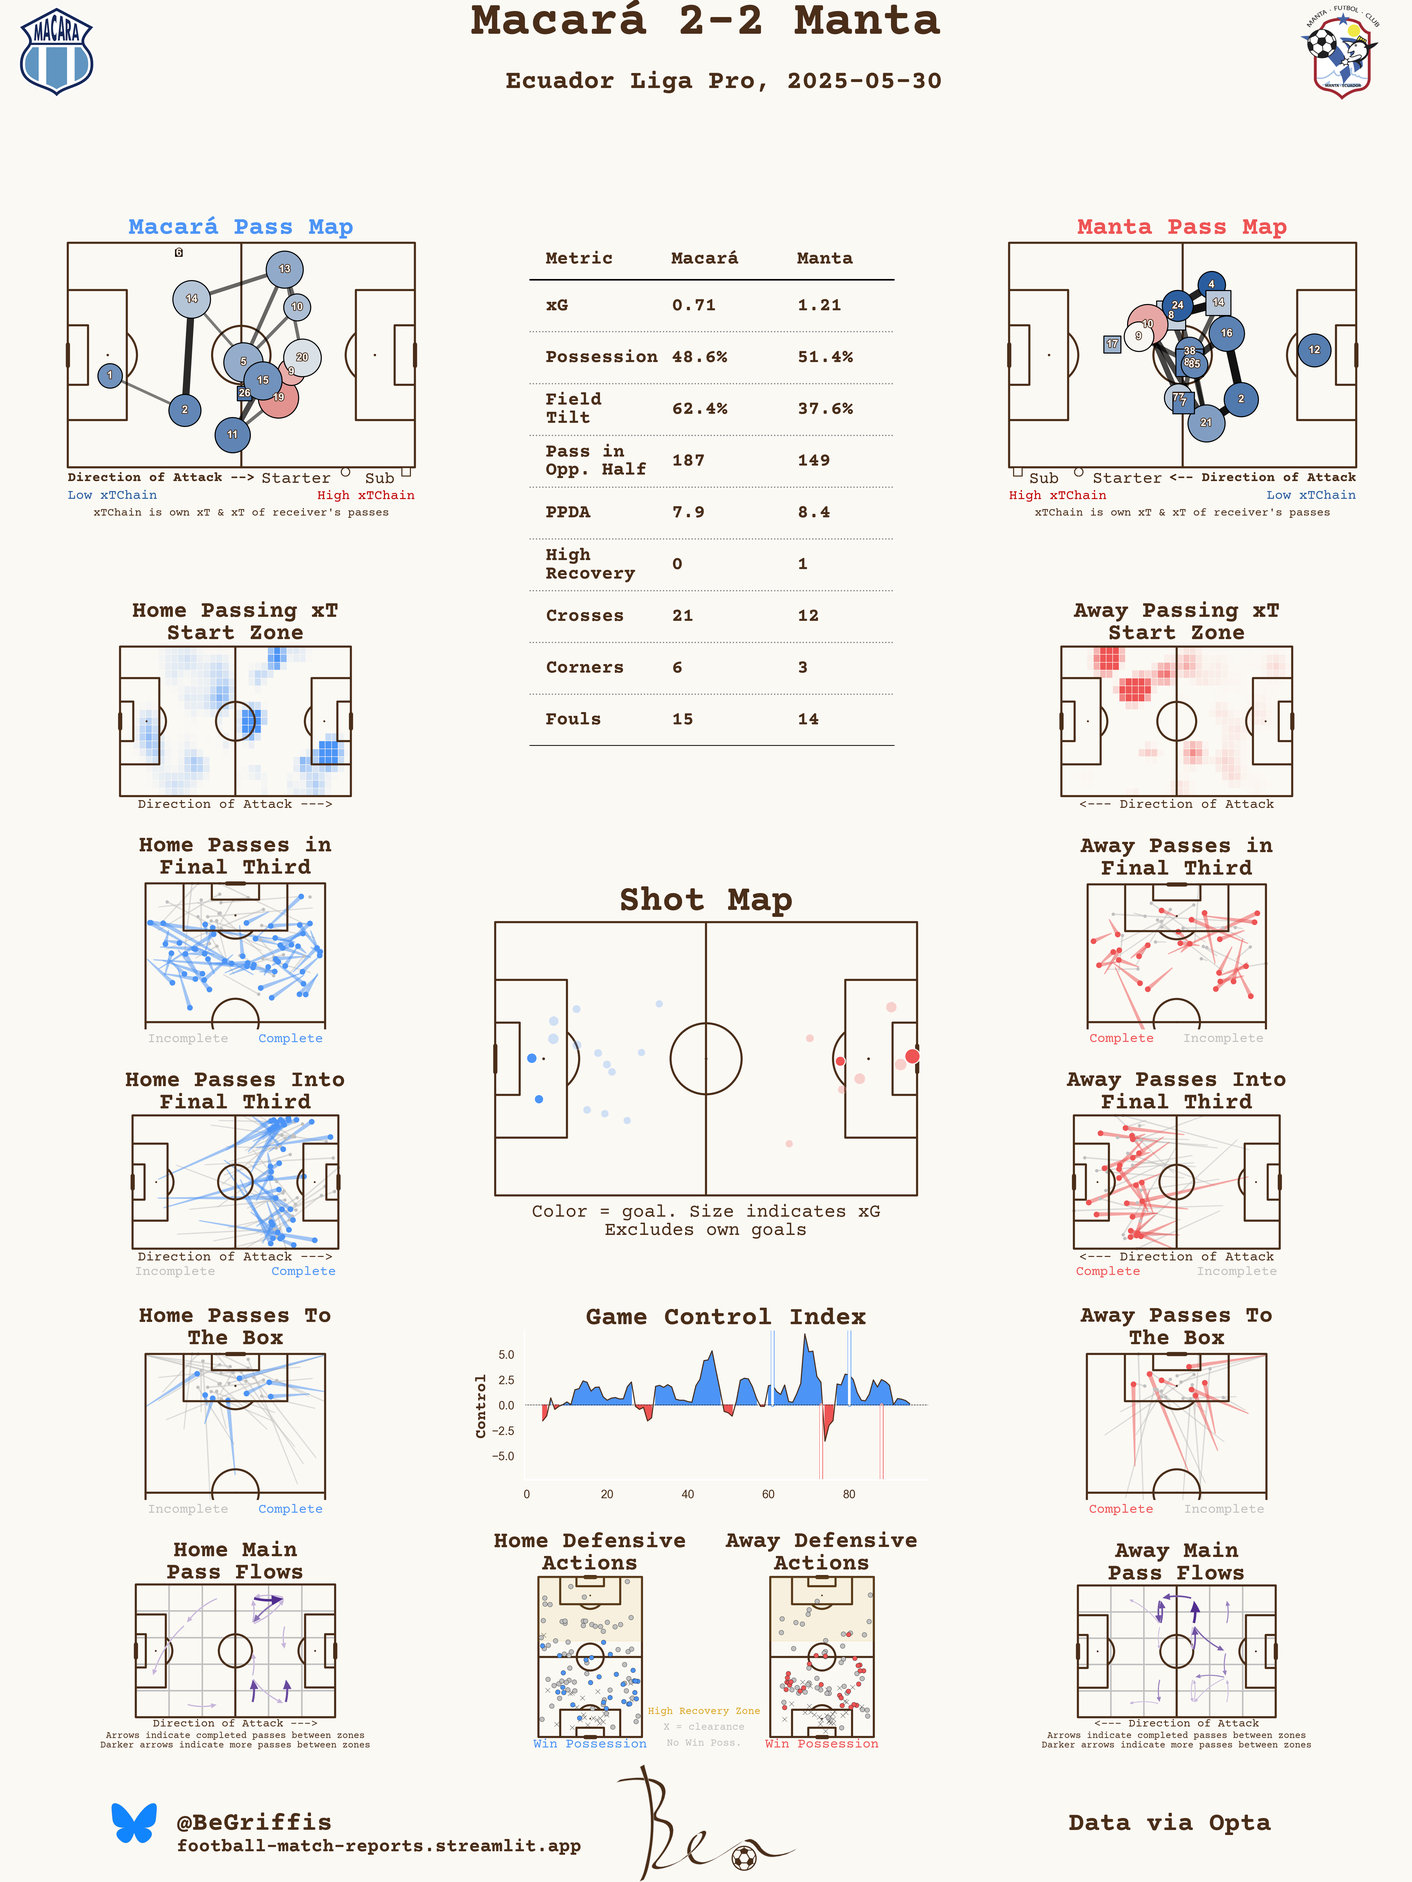 Macará 2-2 Manta
Ecuador Liga Pro, 2025-05-30
MACARA
MANTA · FUTBOL · CLUB
MANTA - ECUADOR
Macará Pass Map
6
13
14
10
5
20
9
15
1
26
19
2
11
Direction of Attack --> Starter Sub
Low xTChain High xTChain
xTChain is own xT & xT of receiver's passes
Metric Macará Manta
xG 0.71 1.21
Possession 48.6% 51.4%
Field
Tilt 62.4% 37.6%
Pass in
Opp. Half 187 149
PPDA 7.9 8.4
High
Recovery 0 1
Crosses 21 12
Corners 6 3
Fouls 15 14
Manta Pass Map
4
14
24
8
10
16
9
17
38
12
85
2
7
21
Sub Starter <-- Direction of Attack
High xTChain Low xTChain
xTChain is own xT & xT of receiver's passes
Home Passing xT
Start Zone
Direction of Attack --->
Away Passing xT
Start Zone
<--- Direction of Attack
Home Passes in
Final Third
Incomplete Complete
Away Passes in
Final Third
Complete Incomplete
Shot Map
Color = goal. Size indicates xG
Excludes own goals
Home Passes Into
Final Third
Direction of Attack --->
Incomplete Complete
Away Passes Into
Final Third
<--- Direction of Attack
Complete Incomplete
Home Passes To
The Box
Incomplete Complete
Game Control Index
Control
5.0
2.5
0.0
−2.5
−5.0
0 20 40 60 80
Away Passes To
The Box
Complete Incomplete
Home Main
Pass Flows
Direction of Attack --->
Arrows indicate completed passes between zones
Darker arrows indicate more passes between zones
Home Defensive
Actions
Win Possession
High Recovery Zone
X = clearance
No Win Poss.
Away Defensive
Actions
Win Possession
Away Main
Pass Flows
<--- Direction of Attack
Arrows indicate completed passes between zones
Darker arrows indicate more passes between zones
@BeGriffis
football-match-reports.streamlit.app
Ben
Data via Opta